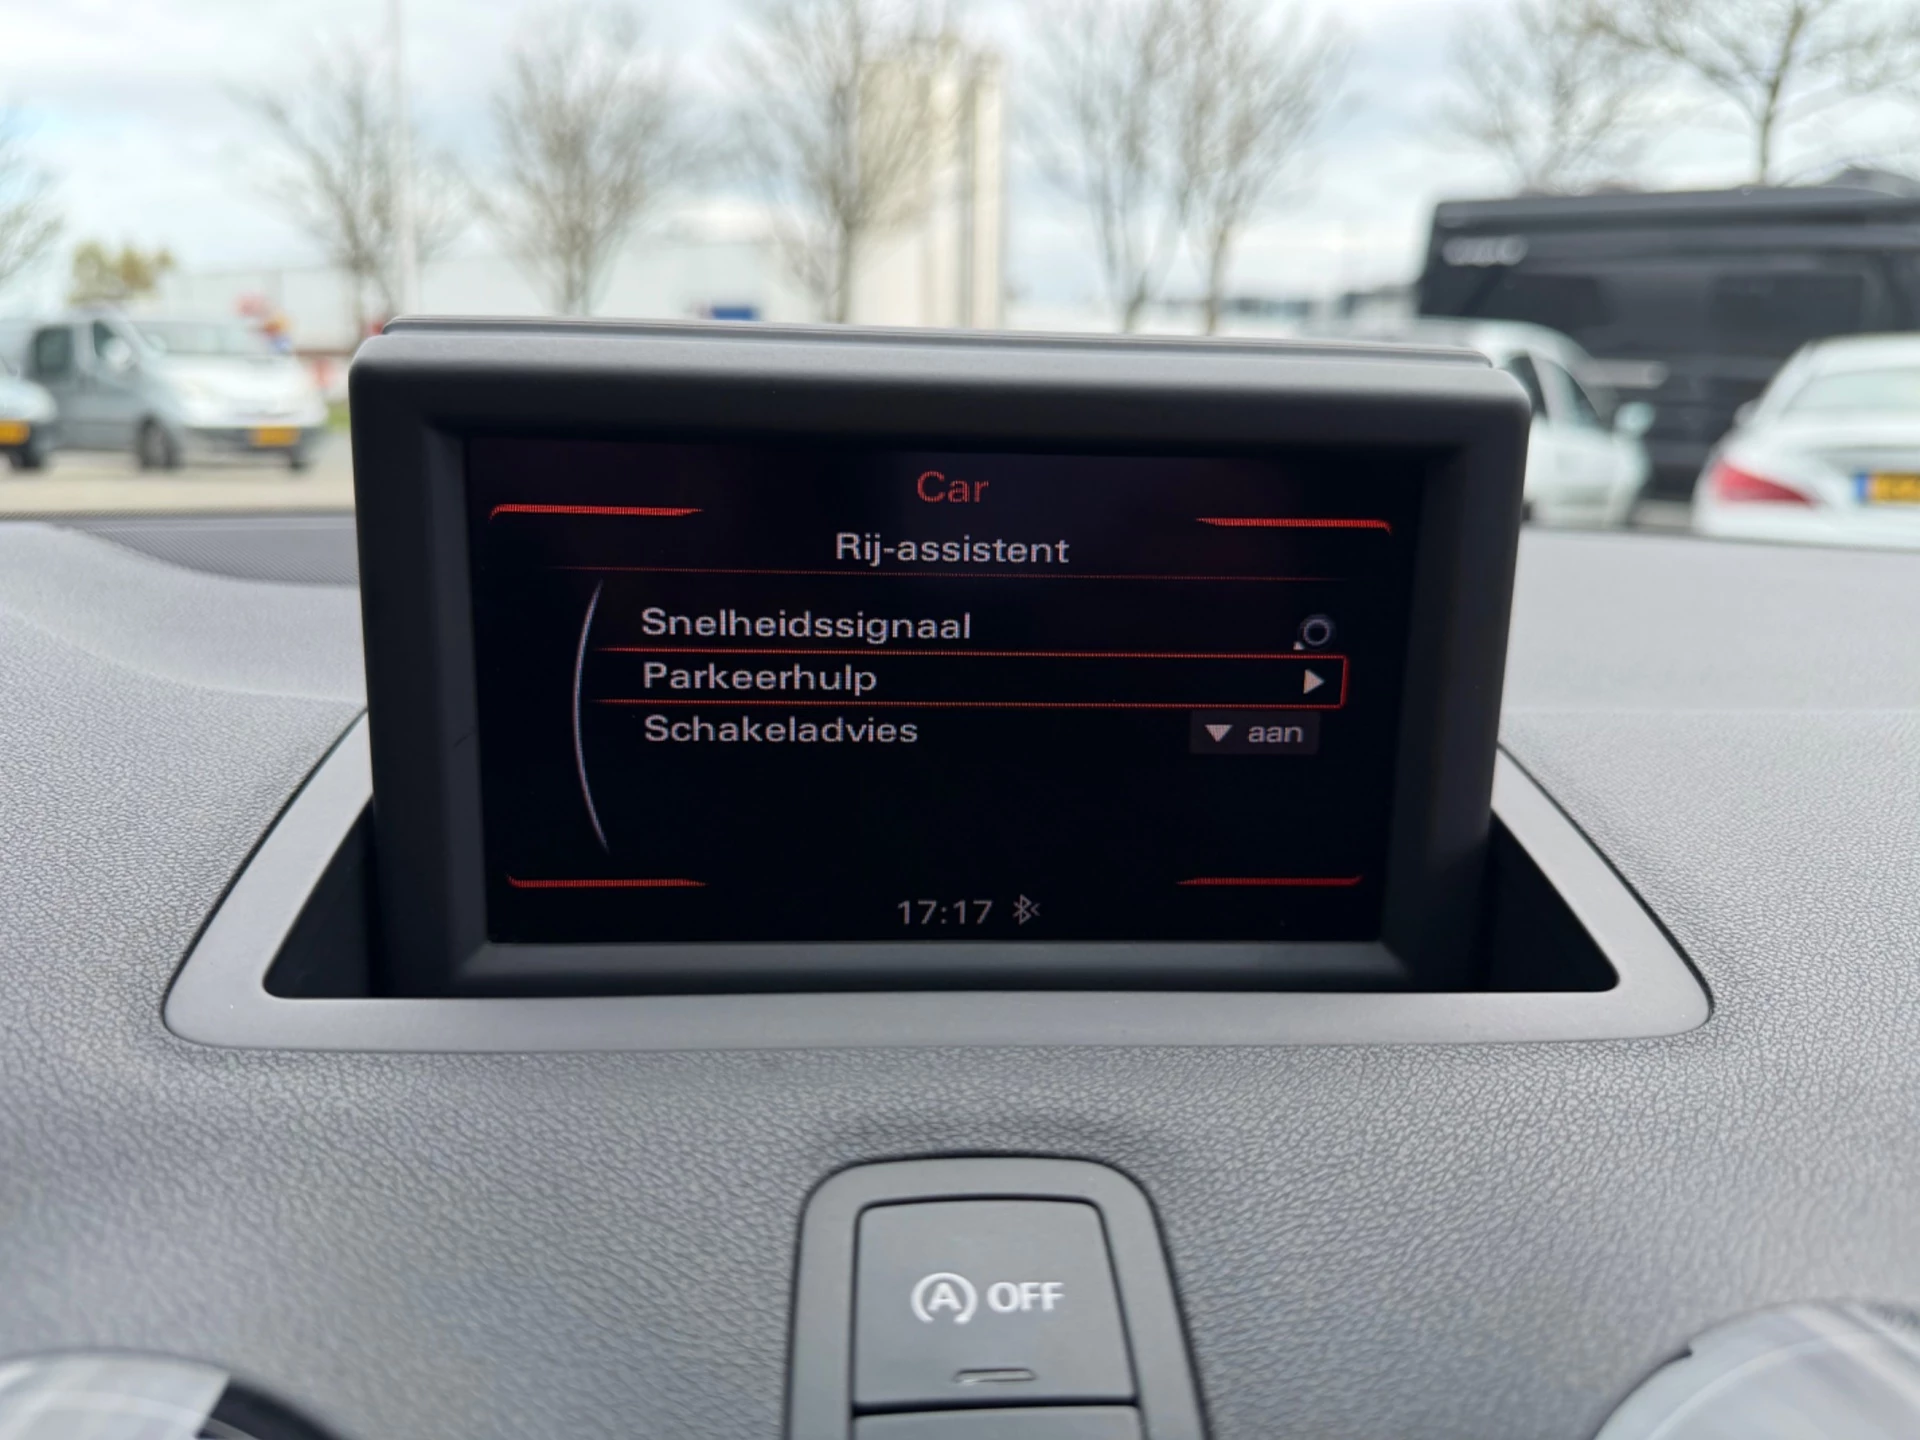 Car
Rij-assistent
Snelheidssignaal
Parkeerhulp
Schakeladvies aan
17:17
A OFF